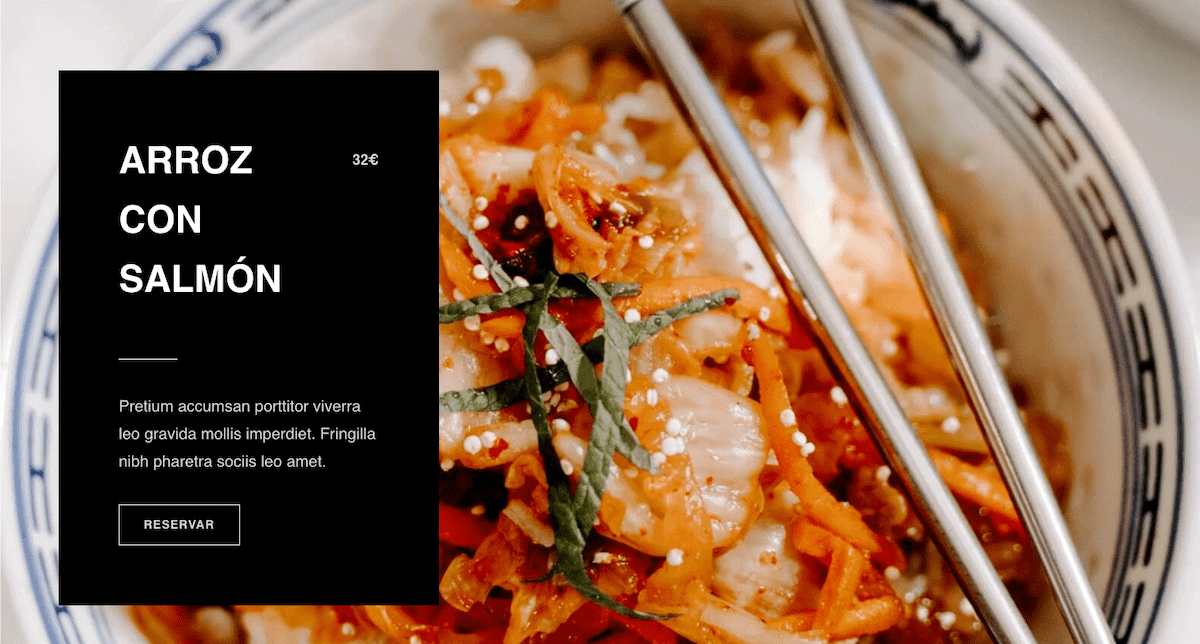 ARROZ
32€
CON
SALMÓN
Pretium accumsan porttitor viverra
leo gravida mollis imperdiet. Fringilla
nibh pharetra sociis leo amet.
RESERVAR